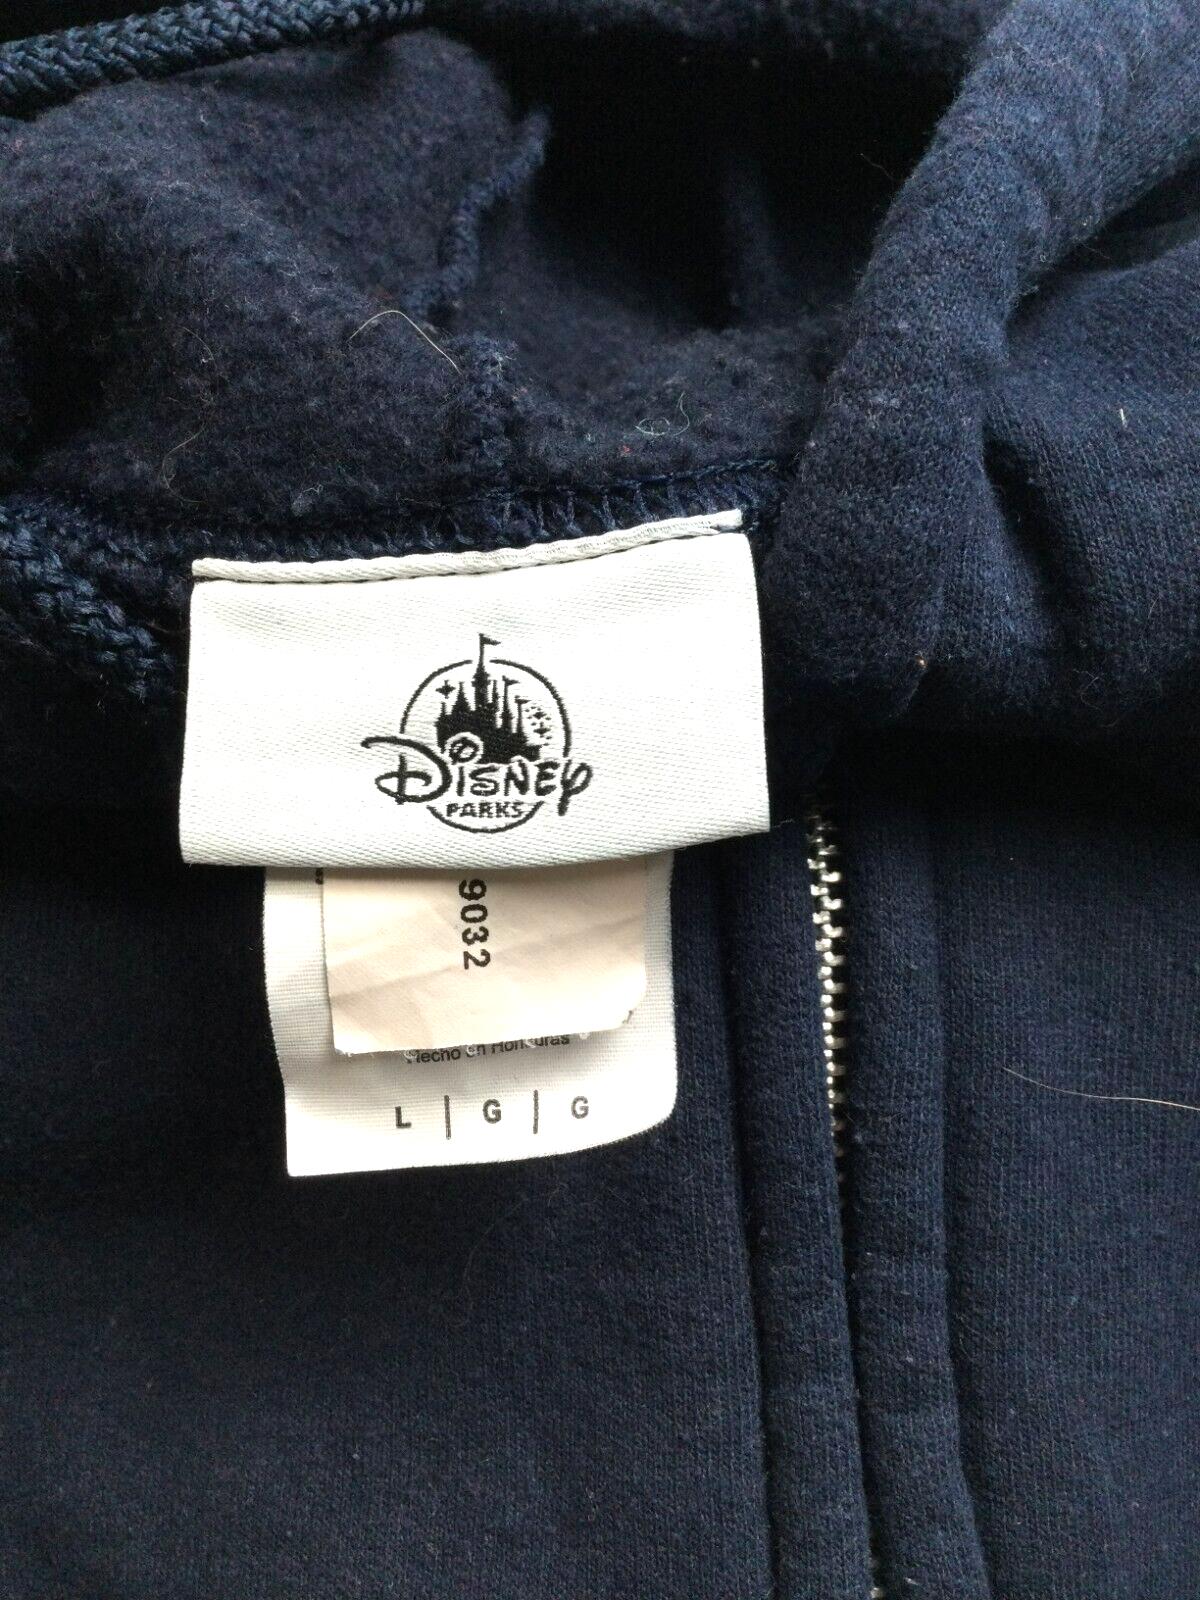 Disney
PARKS
9032
Hecho en Honduras
L | G | G